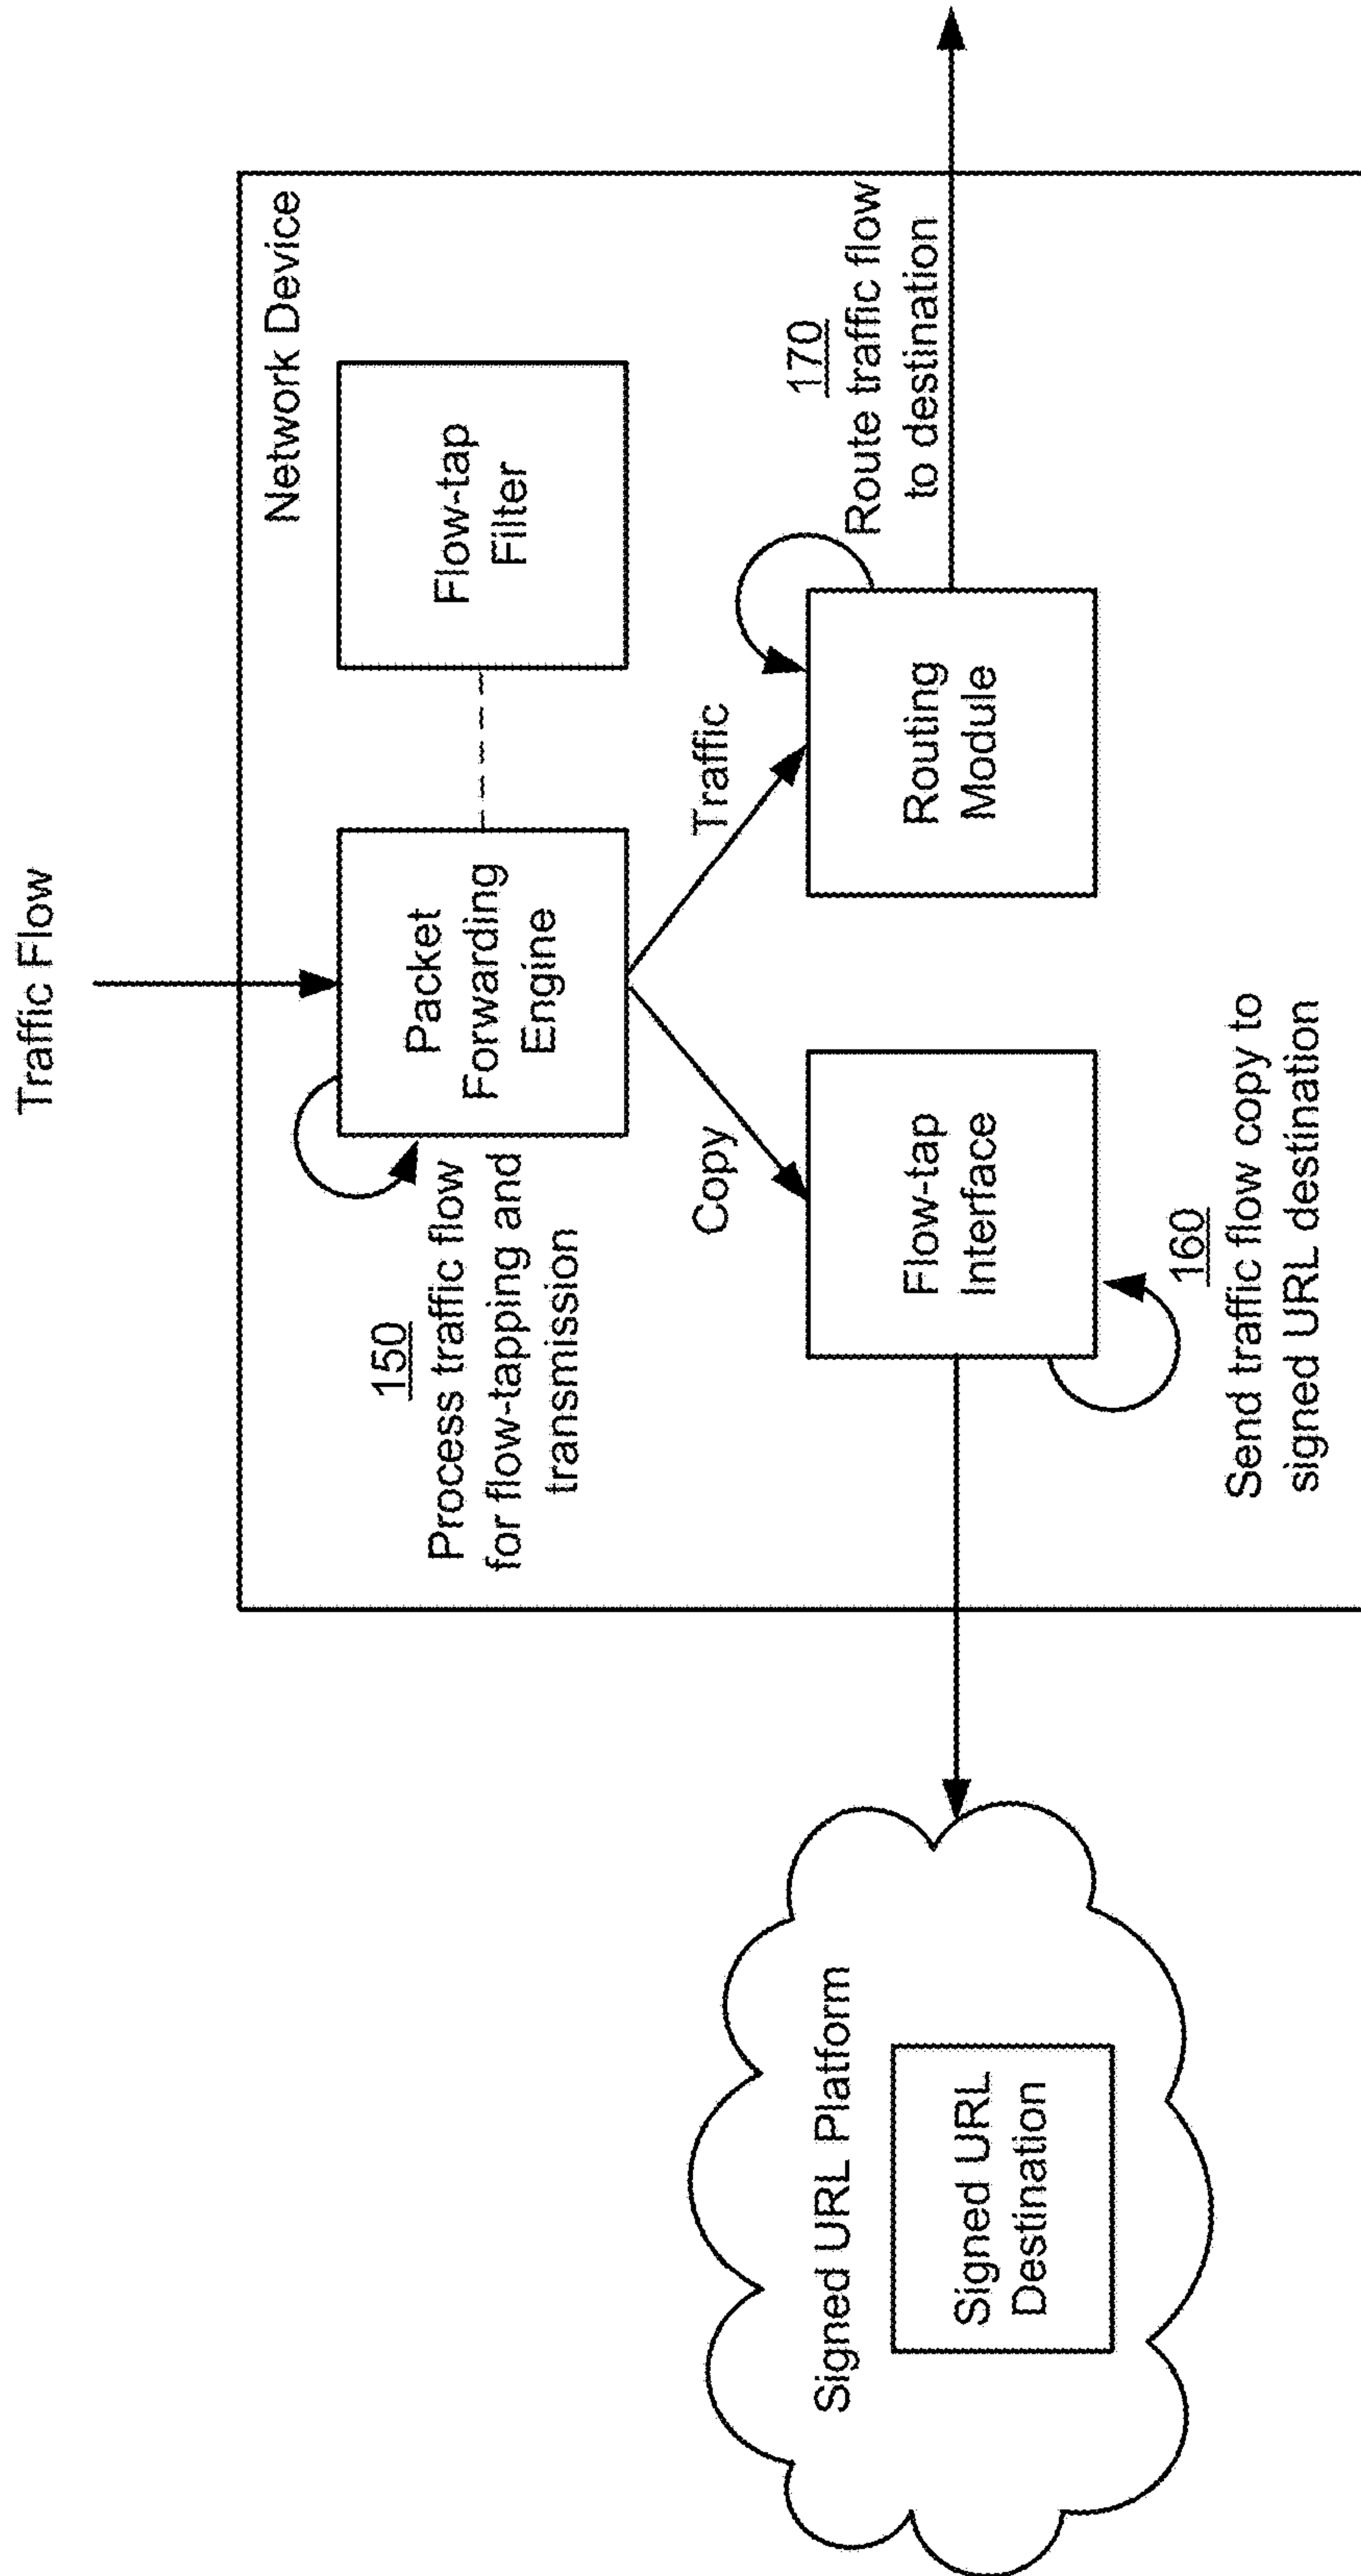 Traffic Flow
Network Device
150
Process traffic flow
for flow-tapping and
transmission
Packet
Forwarding
Engine
Flow-tap
Filter
Copy
Traffic
Flow-tap
Interface
Routing
Module
160
Send traffic flow copy to
signed URL destination
170
Route traffic flow
to destination
Signed URL Platform
Signed URL
Destination